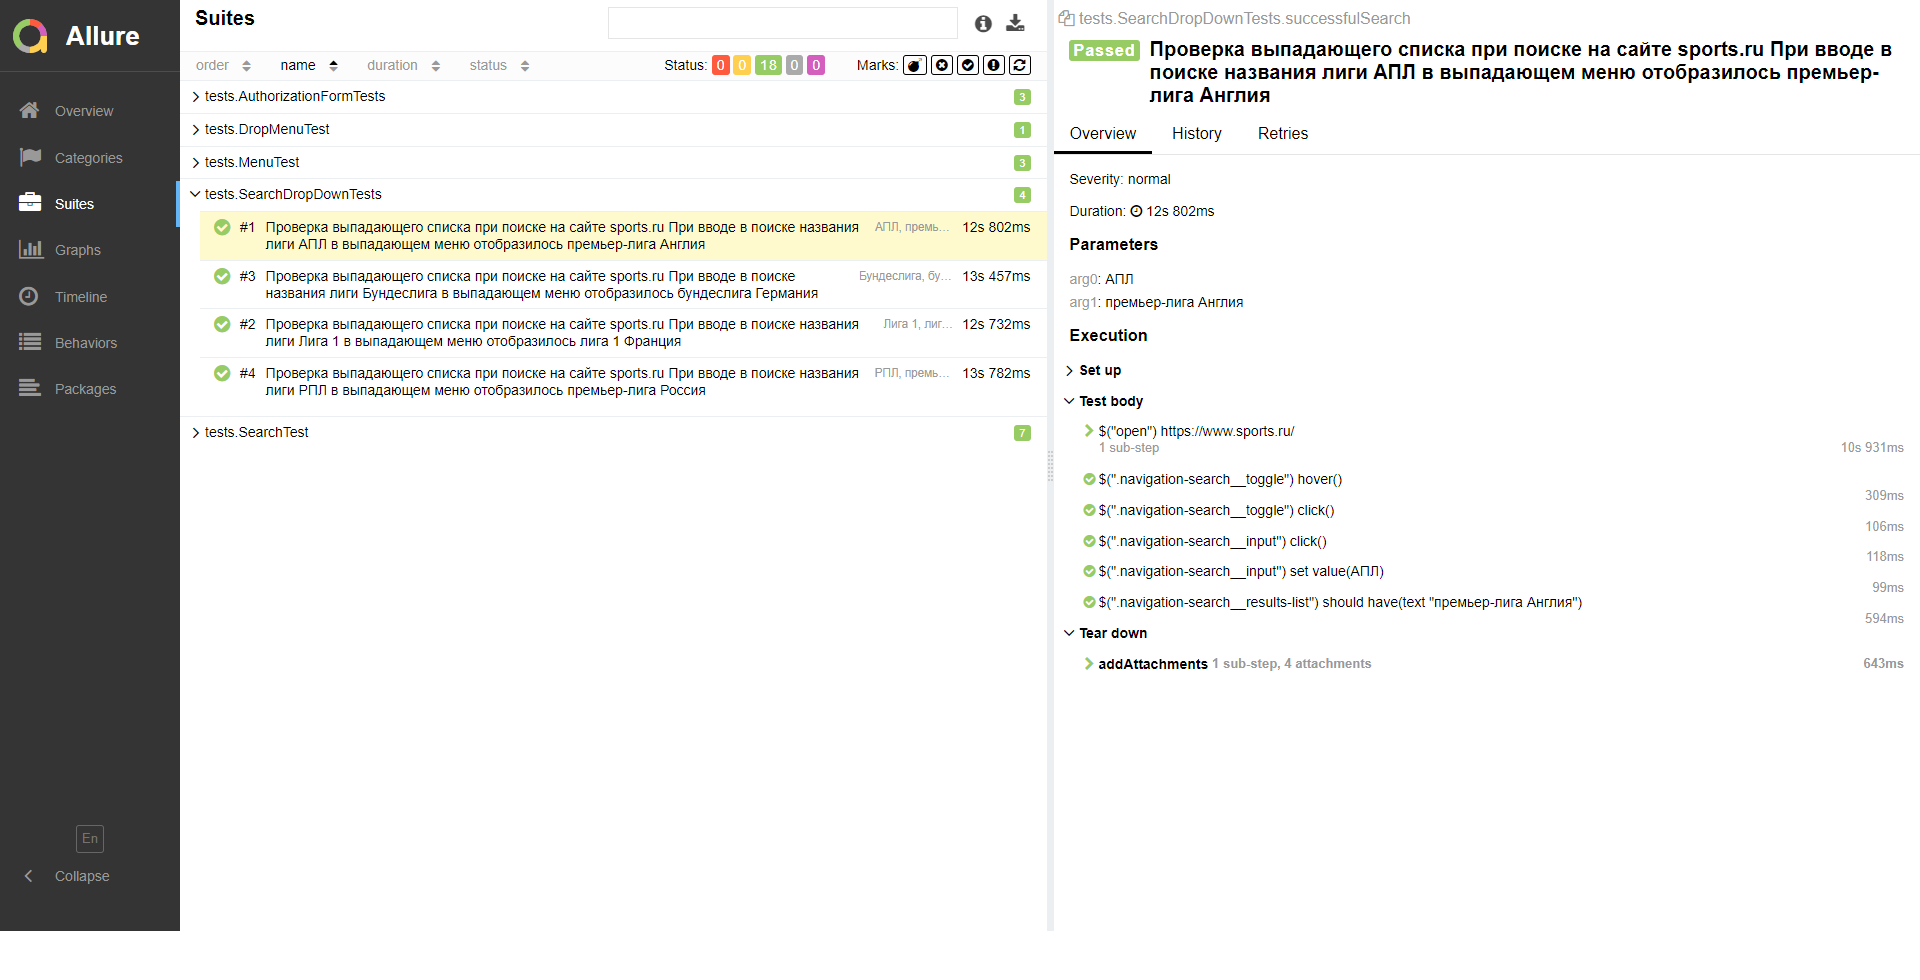 Allure
Overview
Categories
Suites
Graphs
Timeline
Behaviors
Packages
En
Collapse
Suites
order name duration status Status: 0 0 18 0 0 Marks:
tests.AuthorizationFormTests 3
tests.DropMenuTest 1
tests.MenuTest 3
tests.SearchDropDownTests 4
#1 Проверка выпадающего списка при поиске на сайте sports.ru При вводе в поиске названия АПЛ, премь... 12s 802ms
лиги АПЛ в выпадающем меню отобразилось премьер-лига Англия
#3 Проверка выпадающего списка при поиске на сайте sports.ru При вводе в поиске Бундеслига, бу... 13s 457ms
названия лиги Бундеслига в выпадающем меню отобразилось бундеслига Германия
#2 Проверка выпадающего списка при поиске на сайте sports.ru При вводе в поиске названия Лига 1, лиг... 12s 732ms
лиги Лига 1 в выпадающем меню отобразилось лига 1 Франция
#4 Проверка выпадающего списка при поиске на сайте sports.ru При вводе в поиске названия РПЛ, премь... 13s 782ms
лиги РПЛ в выпадающем меню отобразилось премьер-лига Россия
tests.SearchTest 7
tests.SearchDropDownTests.successfulSearch
Passed Проверка выпадающего списка при поиске на сайте sports.ru При вводе в
поиске названия лиги АПЛ в выпадающем меню отобразилось премьер-
лига Англия
Overview History Retries
Severity: normal
Duration: 12s 802ms
Parameters
arg0: АПЛ
arg1: премьер-лига Англия
Execution
Set up
Test body
$("open") https://www.sports.ru/
1 sub-step 10s 931ms
$(".navigation-search__toggle") hover()
309ms
$(".navigation-search__toggle") click()
106ms
$(".navigation-search__input") click()
118ms
$(".navigation-search__input") set value(АПЛ)
99ms
$(".navigation-search__results-list") should have(text "премьер-лига Англия")
594ms
Tear down
addAttachments 1 sub-step, 4 attachments 643ms